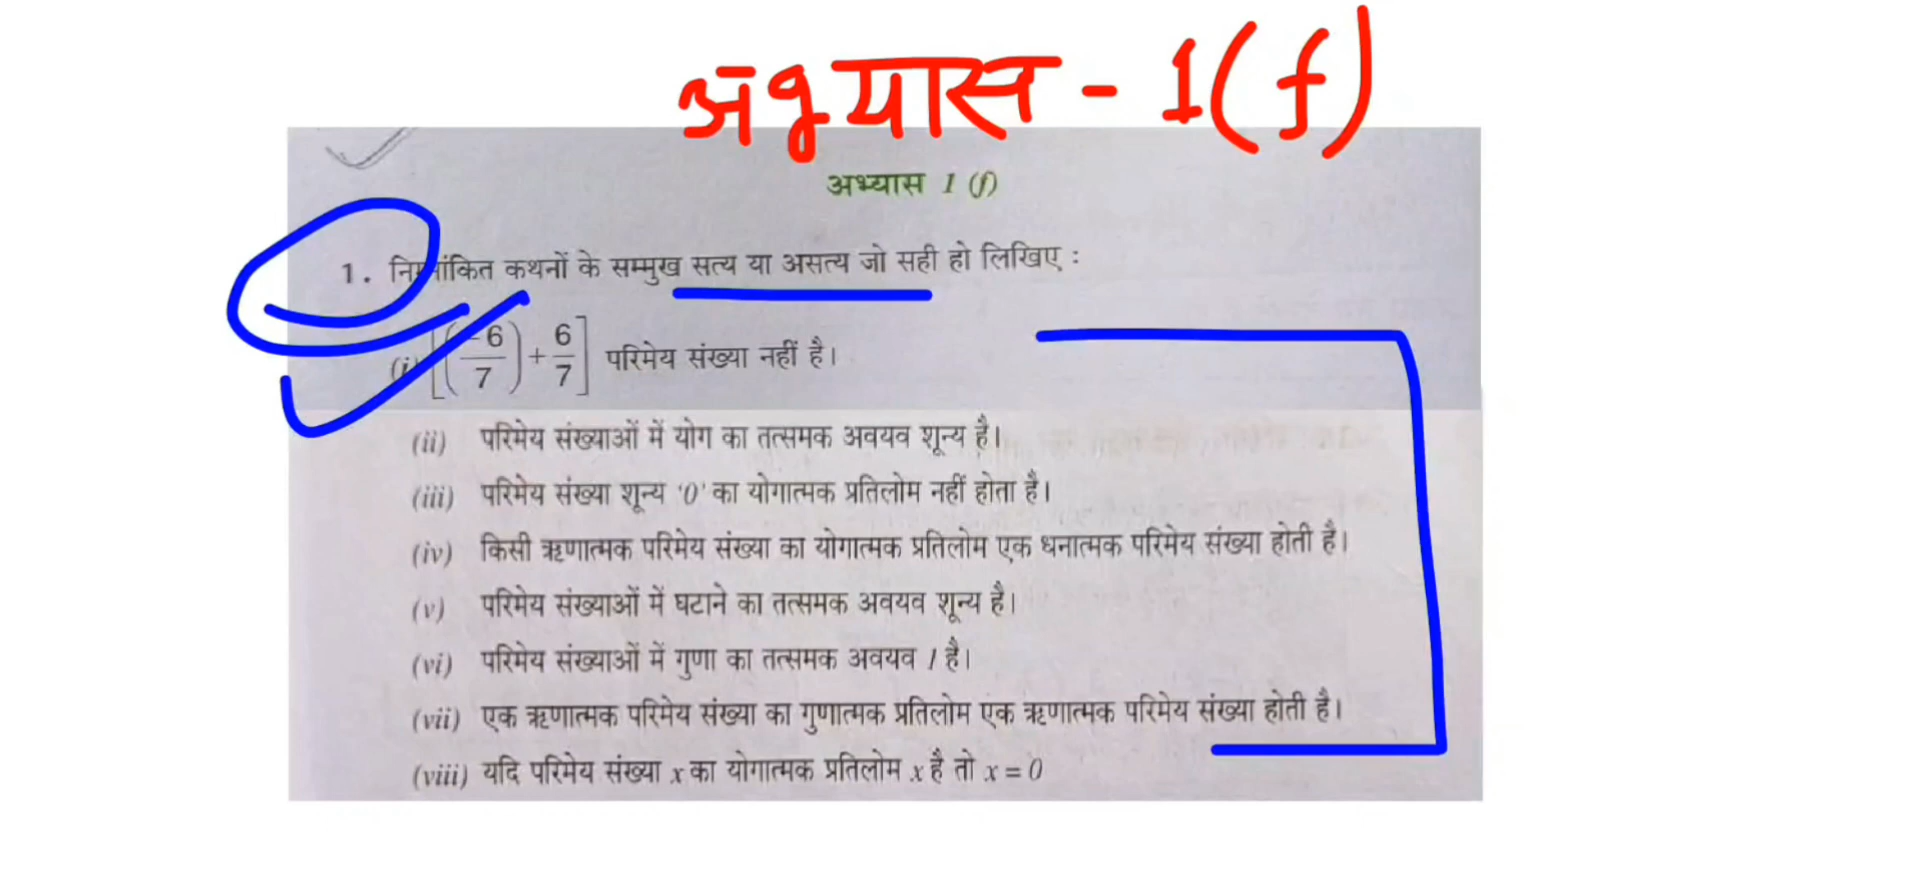 अभ्यास - 1(f)
अभ्यास 1 (f)
1. निम्नांकित कथनों के सम्मुख सत्य या असत्य जो सही हो लिखिए :
(i) [(-6/7) + 6/7] परिमेय संख्या नहीं है।
(ii) परिमेय संख्याओं में योग का तत्समक अवयव शून्य है।
(iii) परिमेय संख्या शून्य '0' का योगात्मक प्रतिलोम नहीं होता है।
(iv) किसी ऋणात्मक परिमेय संख्या का योगात्मक प्रतिलोम एक धनात्मक परिमेय संख्या होती है।
(v) परिमेय संख्याओं में घटाने का तत्समक अवयव शून्य है।
(vi) परिमेय संख्याओं में गुणा का तत्समक अवयव 1 है।
(vii) एक ऋणात्मक परिमेय संख्या का गुणात्मक प्रतिलोम एक ऋणात्मक परिमेय संख्या होती है।
(viii) यदि परिमेय संख्या x का योगात्मक प्रतिलोम x है तो x = 0